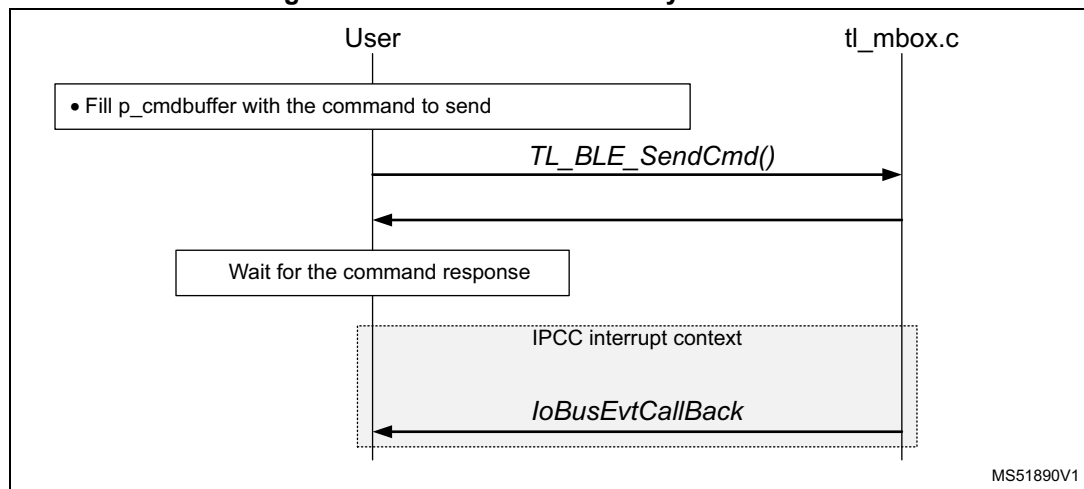 User tl_mbox.c
• Fill p_cmdbuffer with the command to send
TL_BLE_SendCmd()
Wait for the command response
IPCC interrupt context
IoBusEvtCallBack
MS51890V1